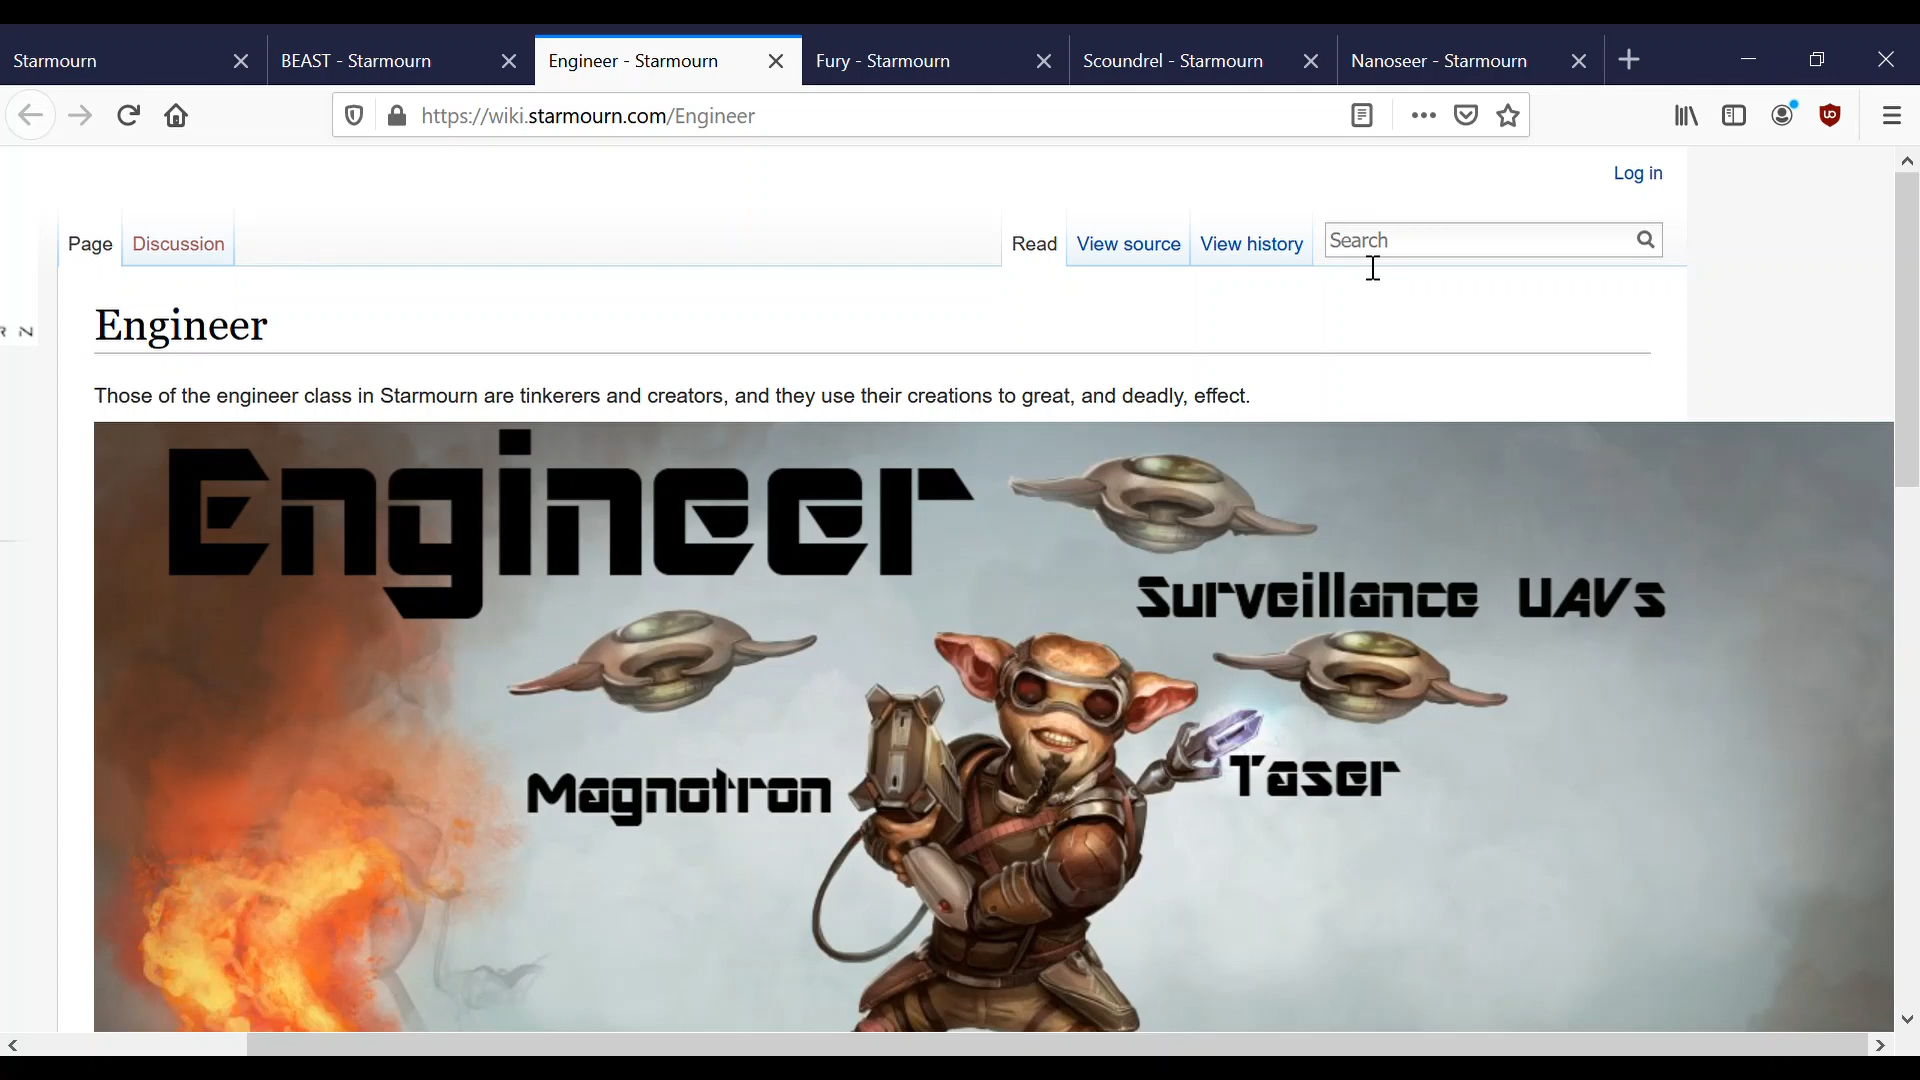 Starmourn BEAST - Starmourn Engineer - Starmourn Fury - Starmourn Scoundrel - Starmourn Nanoseer - Starmourn
https://wiki.starmourn.com/Engineer
Log in
Page Discussion Read View source View history Search
R N
Engineer
Those of the engineer class in Starmourn are tinkerers and creators, and they use their creations to great, and deadly, effect.
Engineer
Surveillance UAVs
Magnotron
Taser